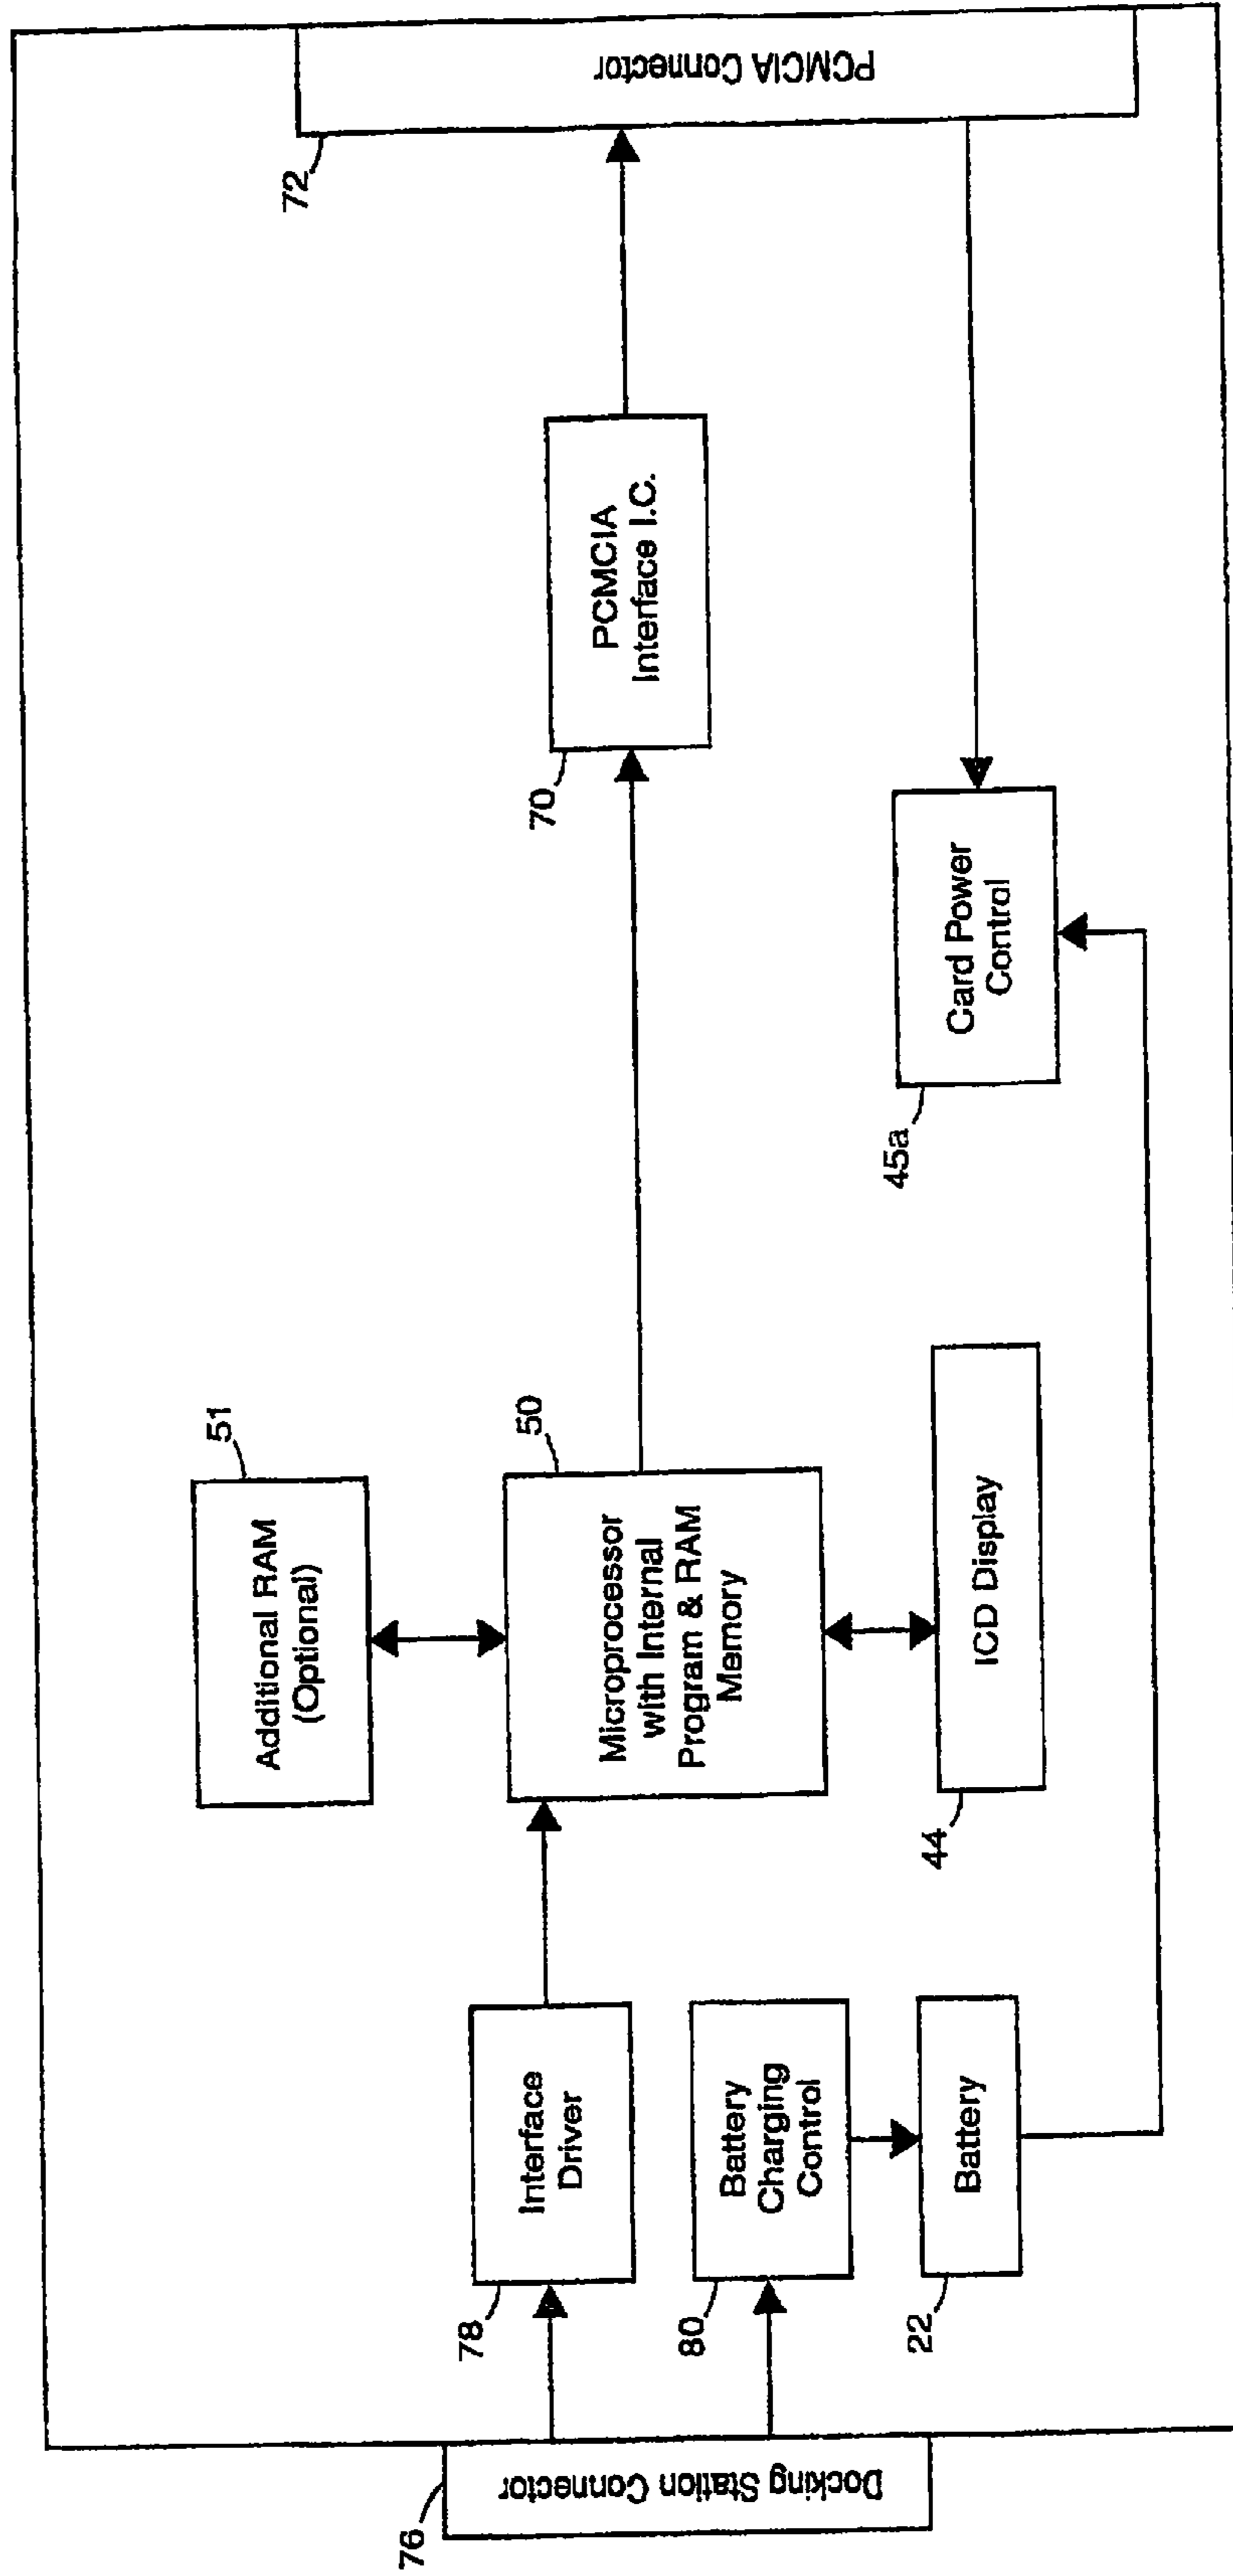 76
Docking Station Connector
78
Interface
Driver
80
Battery
Charging
Control
22
Battery
51
Additional RAM
(Optional)
50
Microprocessor
with Internal
Program & RAM
Memory
44
ICD Display
70
PCMCIA
Interface I.C.
45a
Card Power
Control
72
PCMCIA Connector